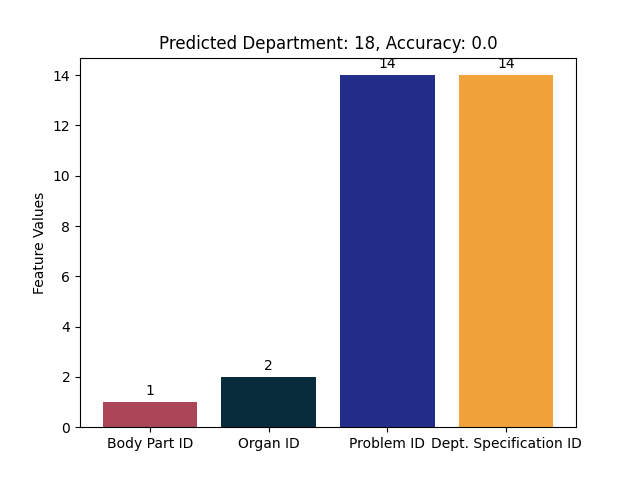 Predicted Department: 18, Accuracy: 0.0
14
12
10
8
6
4
2
0
Feature Values
1
2
14
14
Body Part ID
Organ ID
Problem ID
Dept. Specification ID